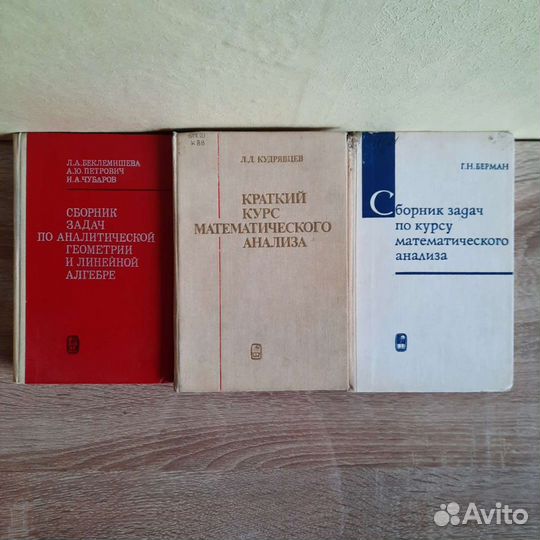 Л.А.БЕКЛЕМИШЕВА
А.Ю.ПЕТРОВИЧ
И.А.ЧУБАРОВ
СБОРНИК
ЗАДАЧ
ПО АНАЛИТИЧЕСКОЙ
ГЕОМЕТРИИ
И ЛИНЕЙНОЙ
АЛГЕБРЕ
Л.Д. КУДРЯВЦЕВ
КРАТКИЙ
КУРС
МАТЕМАТИЧЕСКОГО
АНАЛИЗА
Г.Н.БЕРМАН
Сборник задач
по курсу
математического
анализа
Avito